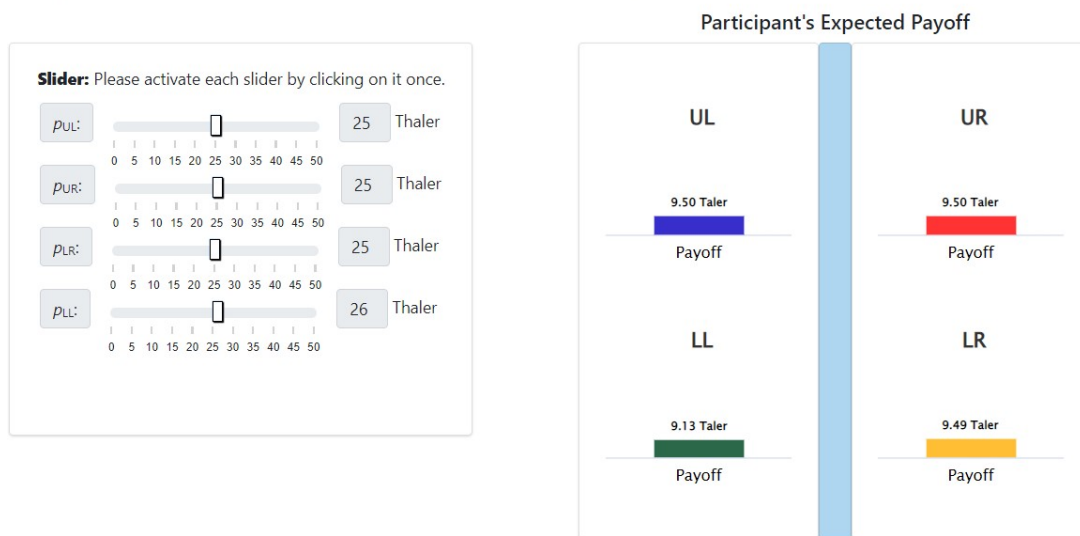 Participant's Expected Payoff
Slider: Please activate each slider by clicking on it once.
pUL: 25 Thaler
0 5 10 15 20 25 30 35 40 45 50
pUR: 25 Thaler
0 5 10 15 20 25 30 35 40 45 50
pLR: 25 Thaler
0 5 10 15 20 25 30 35 40 45 50
pLL: 26 Thaler
0 5 10 15 20 25 30 35 40 45 50
UL UR
9.50 Taler 9.50 Taler
Payoff Payoff
LL LR
9.13 Taler 9.49 Taler
Payoff Payoff